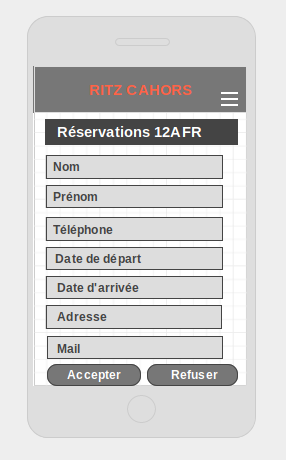 RITZ CAHORS
Réservations 12AFR
Nom
Prénom
Téléphone
Date de départ
Date d'arrivée
Adresse
Mail
Accepter
Refuser